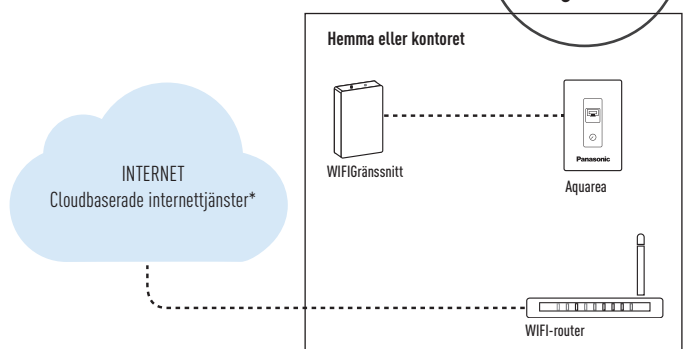 Hemma eller kontoret
INTERNET
Cloudbaserade internettjänster*
WIFIGränssnitt
Panasonic
Aquarea
WIFI-router